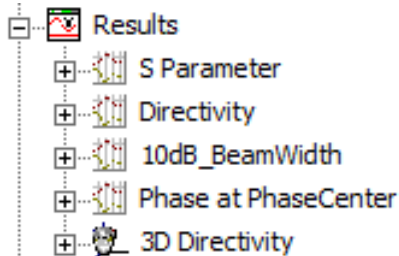 Results
S Parameter
Directivity
10dB_BeamWidth
Phase at PhaseCenter
3D Directivity